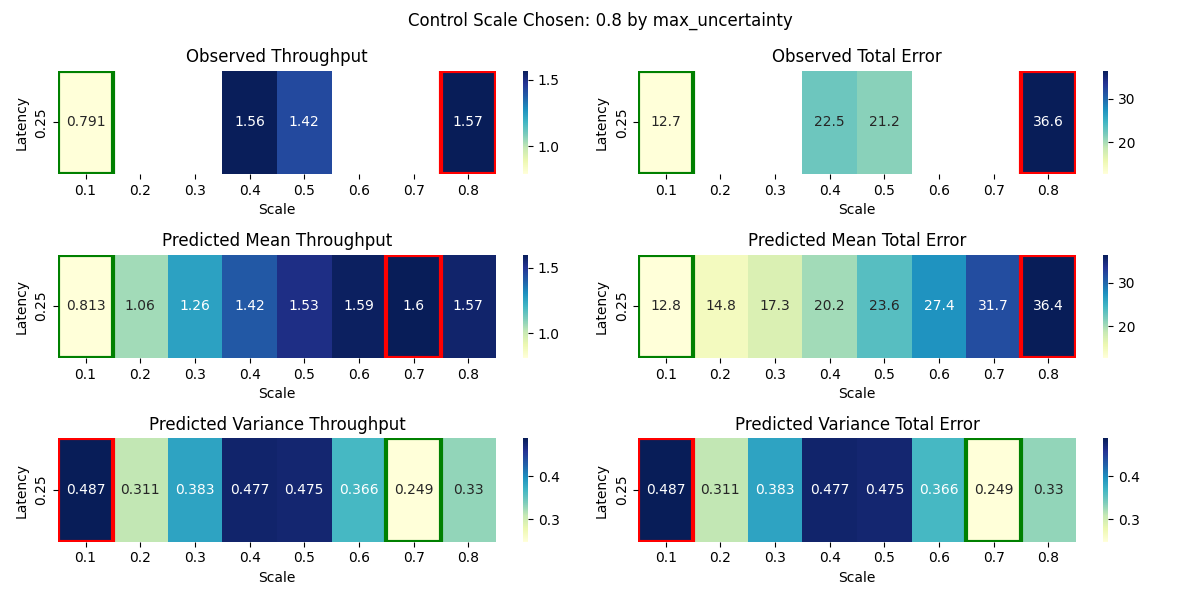 Control Scale Chosen: 0.8 by max_uncertainty
Observed Throughput
Latency
0.25
0.791 1.56 1.42 1.57
0.1 0.2 0.3 0.4 0.5 0.6 0.7 0.8
Scale
1.5
1.0
Observed Total Error
Latency
0.25
12.7 22.5 21.2 36.6
0.1 0.2 0.3 0.4 0.5 0.6 0.7 0.8
Scale
30
20
Predicted Mean Throughput
Latency
0.25
0.813 1.06 1.26 1.42 1.53 1.59 1.6 1.57
0.1 0.2 0.3 0.4 0.5 0.6 0.7 0.8
Scale
1.5
1.0
Predicted Mean Total Error
Latency
0.25
12.8 14.8 17.3 20.2 23.6 27.4 31.7 36.4
0.1 0.2 0.3 0.4 0.5 0.6 0.7 0.8
Scale
30
20
Predicted Variance Throughput
Latency
0.25
0.487 0.311 0.383 0.477 0.475 0.366 0.249 0.33
0.1 0.2 0.3 0.4 0.5 0.6 0.7 0.8
Scale
0.4
0.3
Predicted Variance Total Error
Latency
0.25
0.487 0.311 0.383 0.477 0.475 0.366 0.249 0.33
0.1 0.2 0.3 0.4 0.5 0.6 0.7 0.8
Scale
0.4
0.3